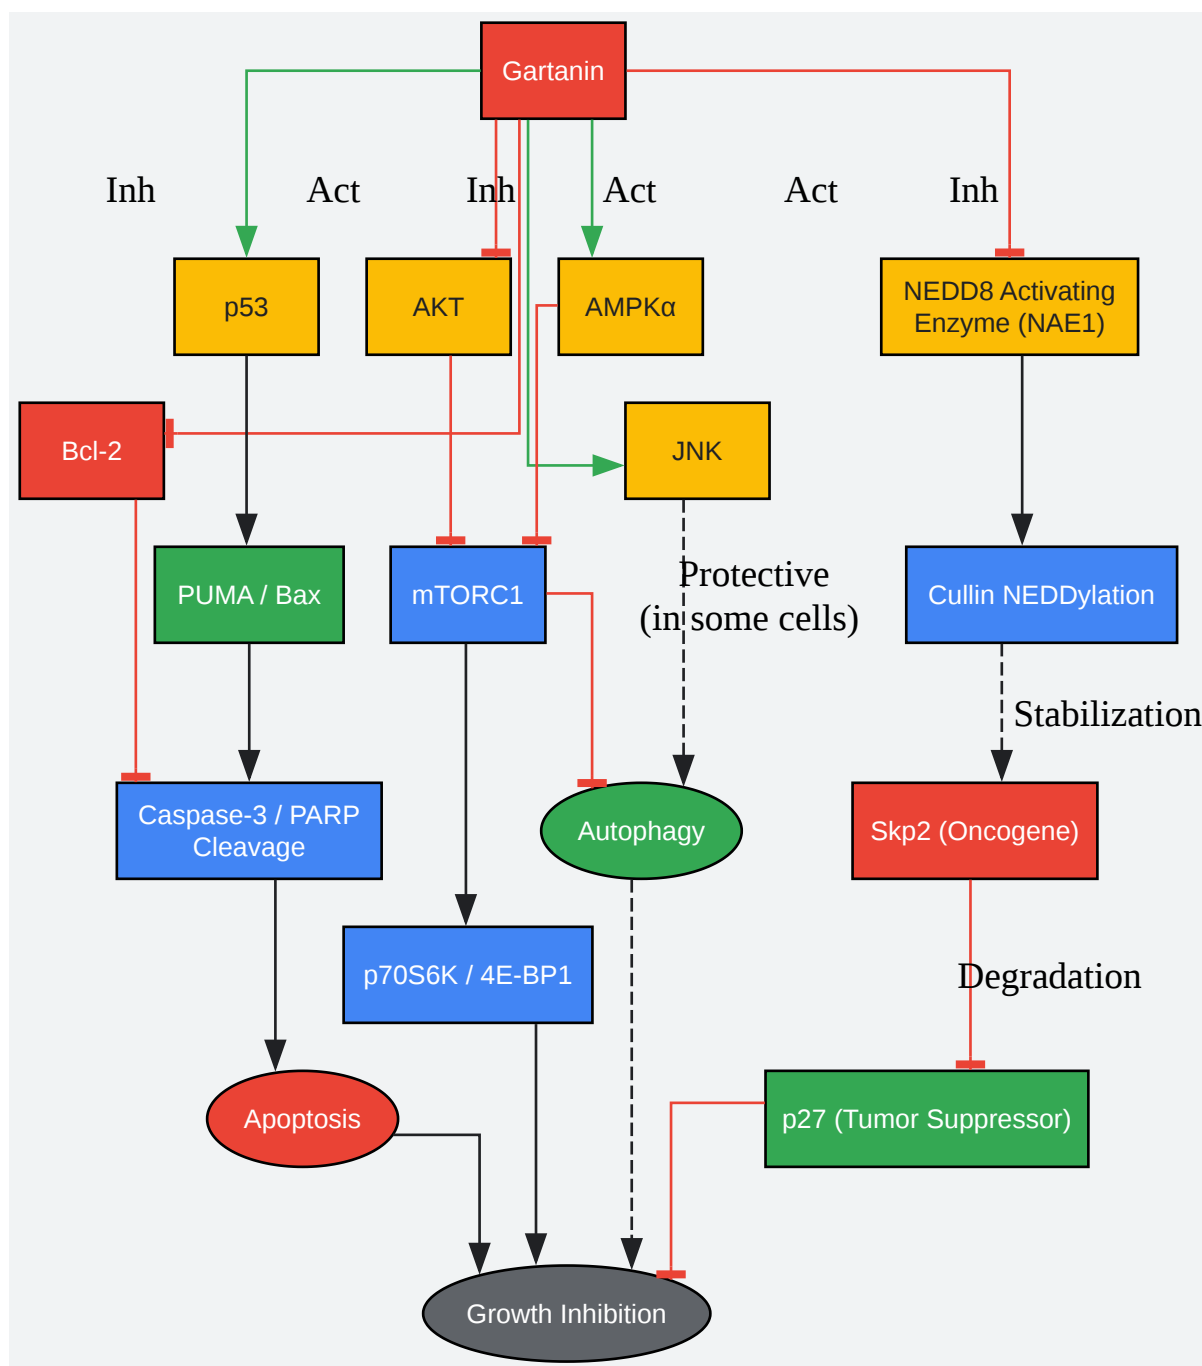 Gartanin
Inh
Act
Inh
Act
Act
Inh
p53
AKT
AMPKα
NEDD8 Activating
Enzyme (NAE1)
Bcl-2
JNK
PUMA / Bax
mTORC1
Protective
(in some cells)
Cullin NEDDylation
Stabilization
Caspase-3 / PARP
Cleavage
Autophagy
Skp2 (Oncogene)
p70S6K / 4E-BP1
Degradation
Apoptosis
p27 (Tumor Suppressor)
Growth Inhibition